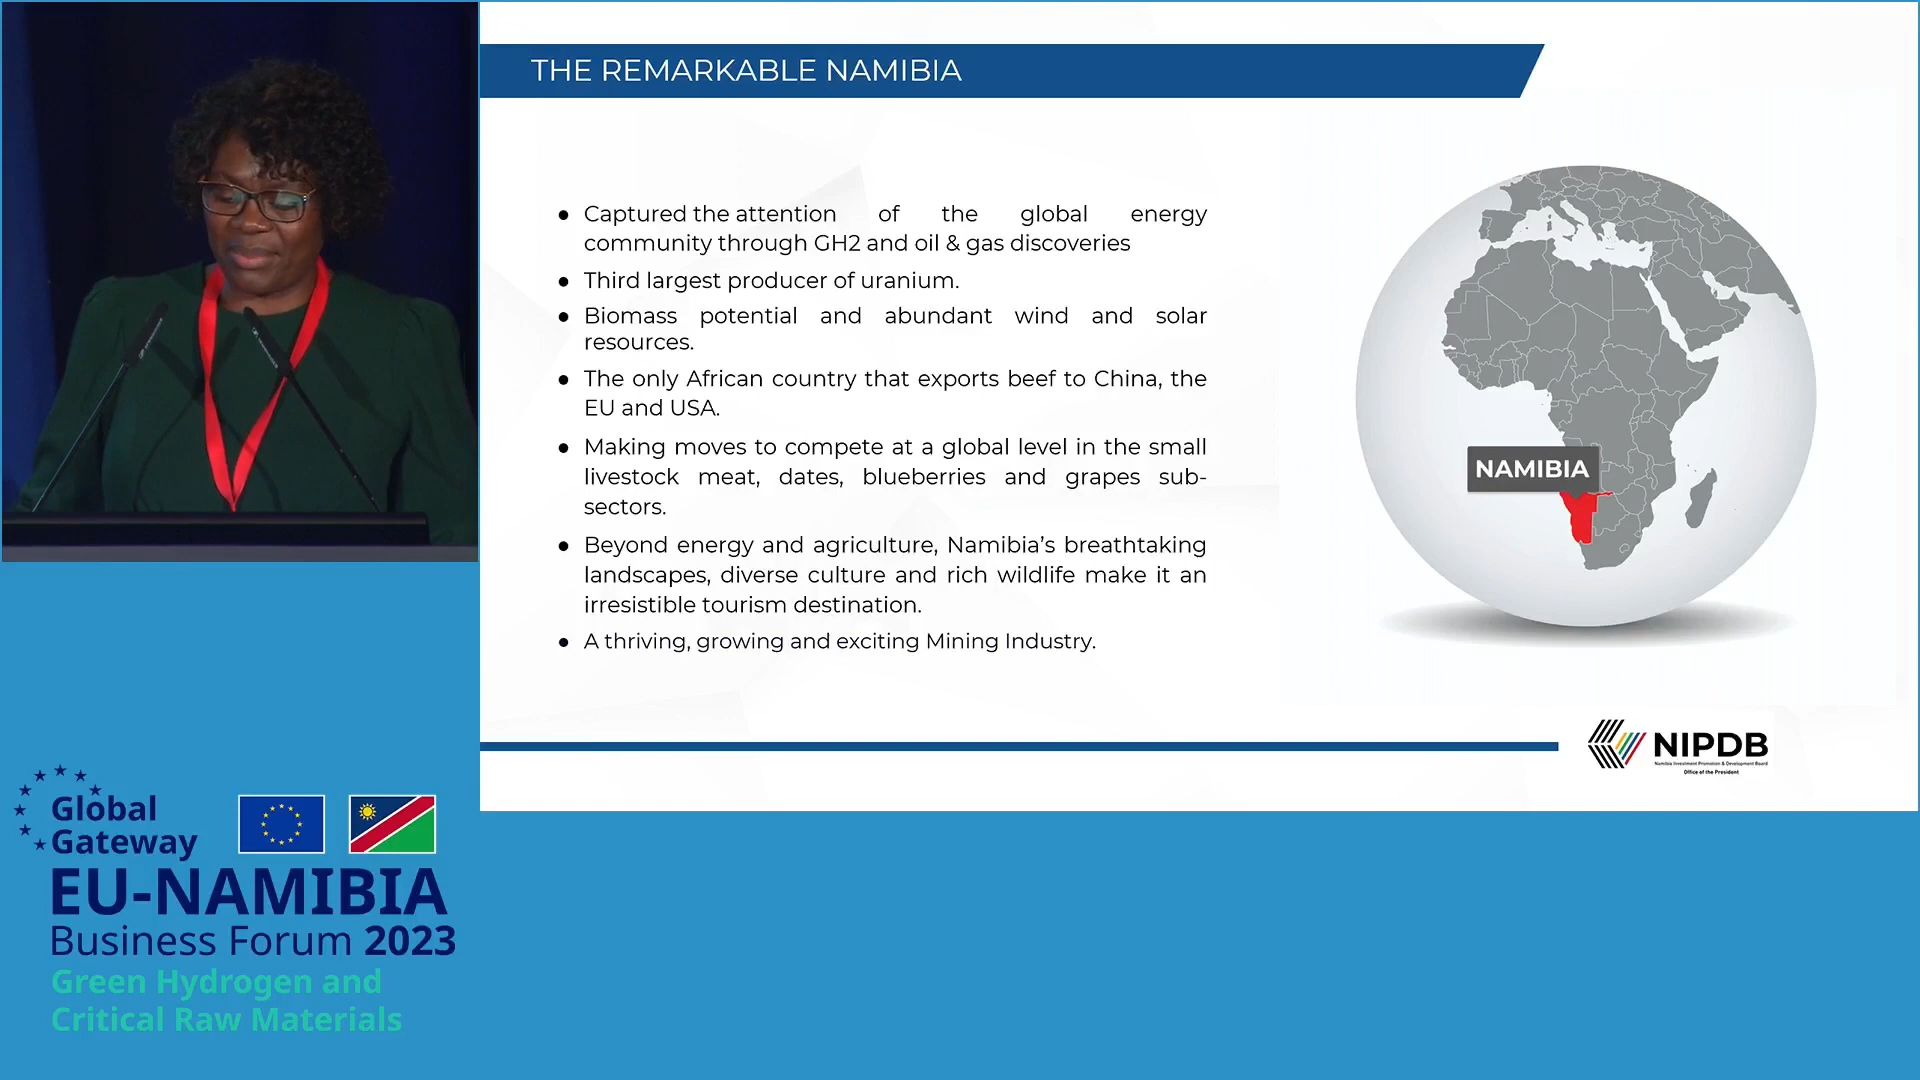 THE REMARKABLE NAMIBIA
● Captured the attention of the global energy
community through GH2 and oil & gas discoveries
● Third largest producer of uranium.
● Biomass potential and abundant wind and solar
resources.
● The only African country that exports beef to China, the
EU and USA.
● Making moves to compete at a global level in the small
livestock meat, dates, blueberries and grapes sub-
sectors.
● Beyond energy and agriculture, Namibia’s breathtaking
landscapes, diverse culture and rich wildlife make it an
irresistible tourism destination.
● A thriving, growing and exciting Mining Industry.
NAMIBIA
NIPDB
Namibia Investment Promotion & Development Board
Office of the President
Global
Gateway
EU-NAMIBIA
Business Forum 2023
Green Hydrogen and
Critical Raw Materials